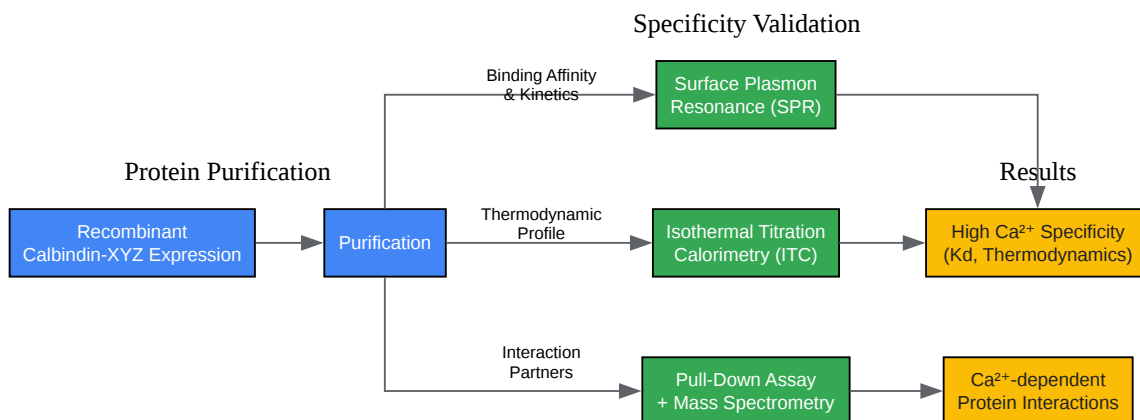 Specificity Validation
Binding Affinity
& Kinetics
Surface Plasmon
Resonance (SPR)
Protein Purification
Results
Recombinant
Calbindin-XYZ Expression
Purification
Thermodynamic
Profile
Isothermal Titration
Calorimetry (ITC)
High Ca²⁺ Specificity
(Kd, Thermodynamics)
Interaction
Partners
Pull-Down Assay
+ Mass Spectrometry
Ca²⁺-dependent
Protein Interactions